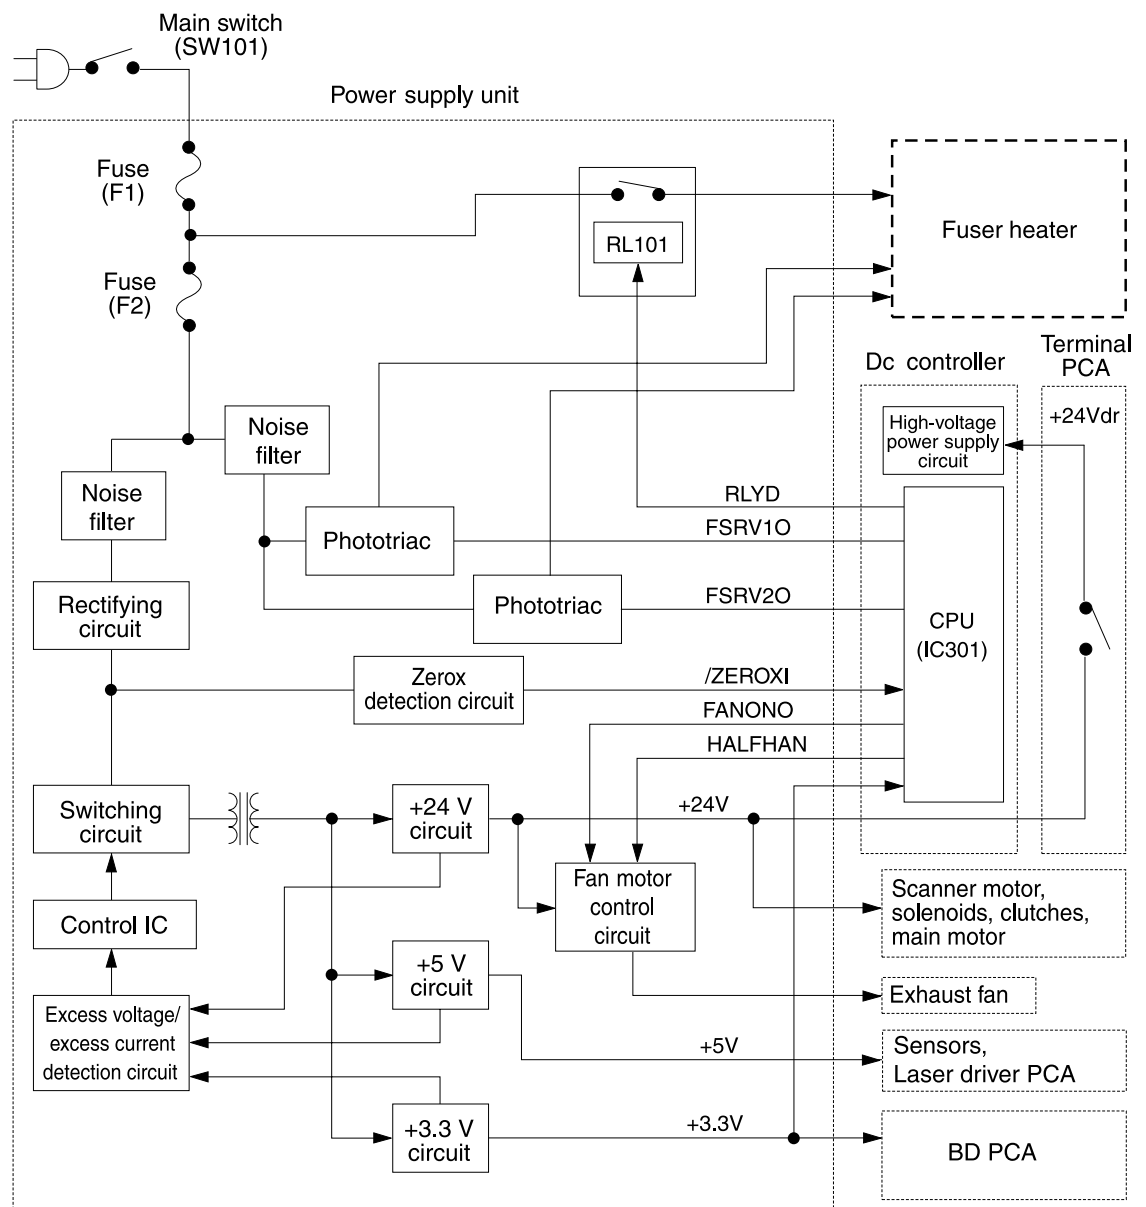 Main switch
(SW101)
Power supply unit
Fuse
(F1)
RL101
Fuser heater
Fuse
(F2)
Terminal
PCA
Dc controller
+24Vdr
High-voltage
power supply
circuit
Noise
filter
Noise
filter
RLYD
FSRV1O
Phototriac
FSRV2O
Phototriac
Rectifying
circuit
CPU
(IC301)
Zerox
detection circuit
/ZEROXI
FANONO
HALFHAN
Switching
circuit
+24 V
circuit
+24V
Fan motor
control
circuit
Scanner motor,
solenoids, clutches,
main motor
Control IC
+5 V
circuit
Exhaust fan
Excess voltage/
excess current
detection circuit
+5V
Sensors,
Laser driver PCA
+3.3 V
circuit
+3.3V
BD PCA